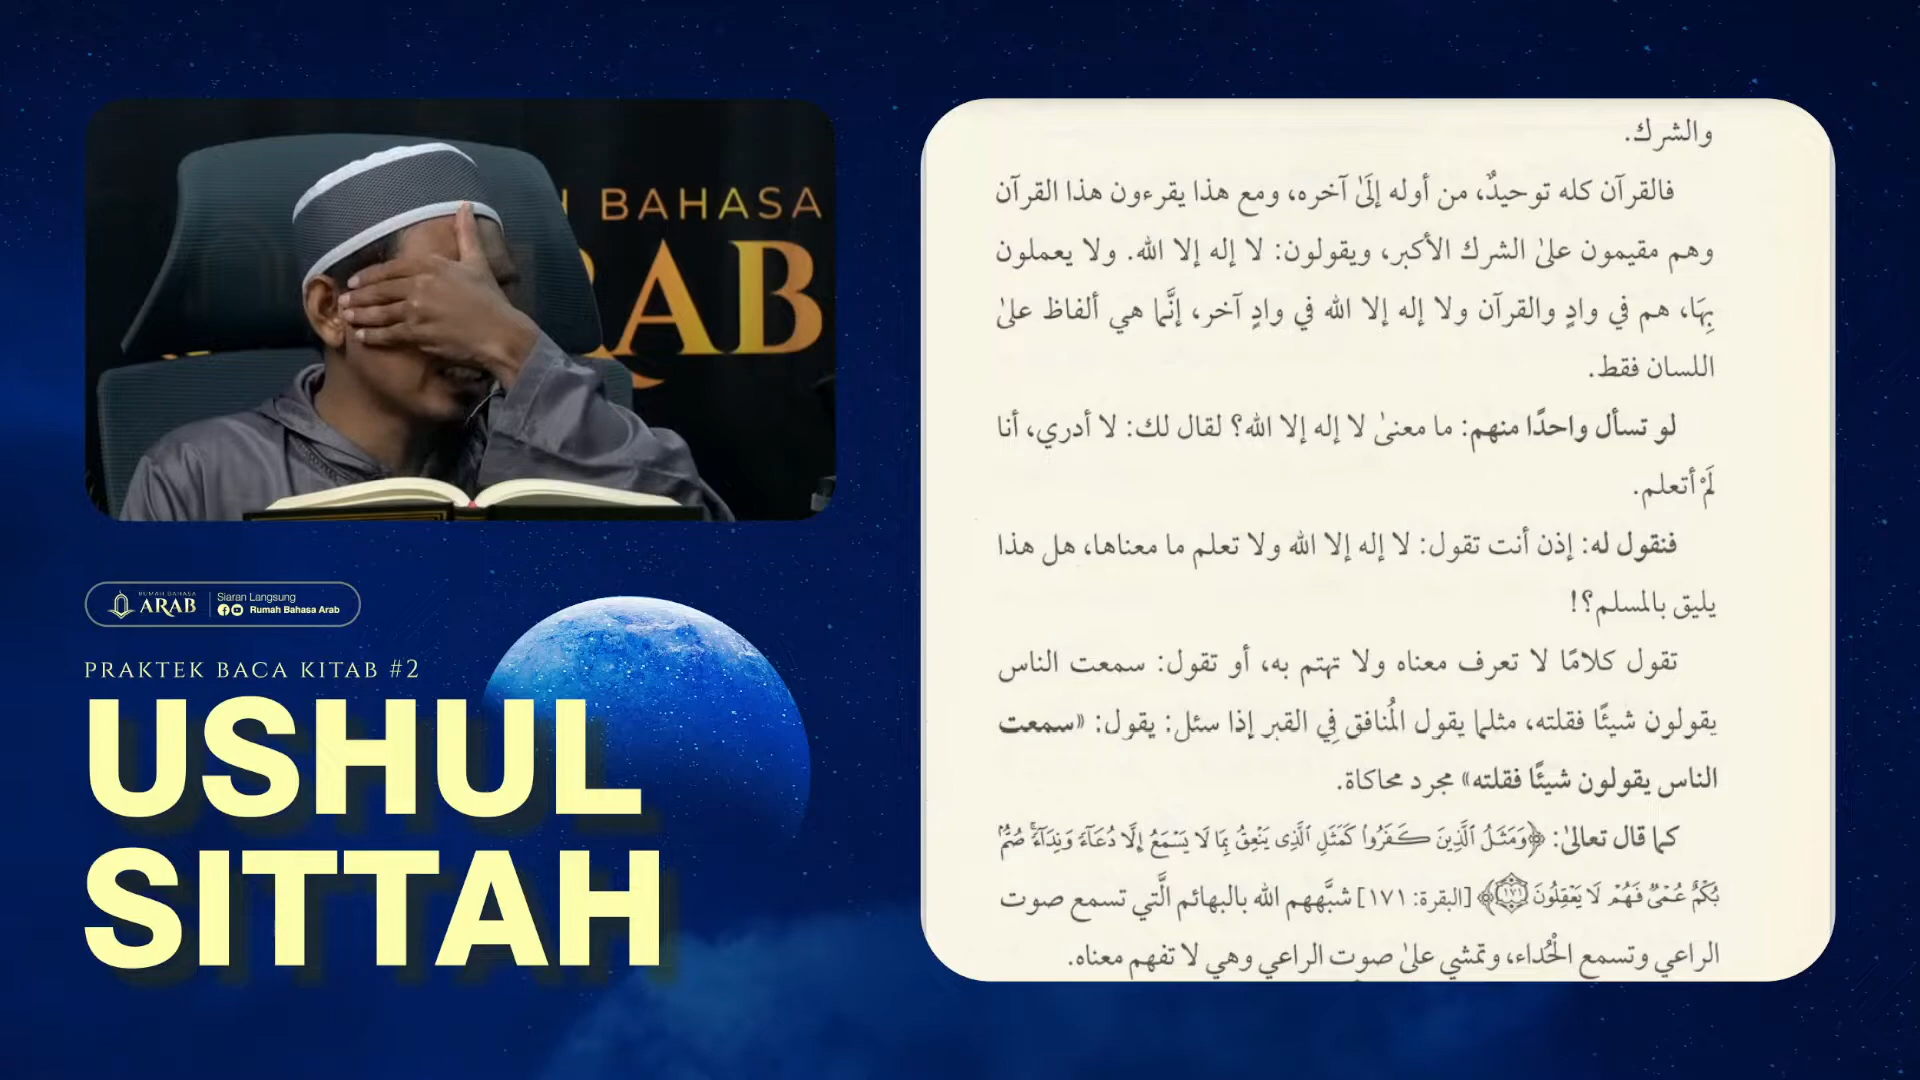 H BAHASA
RAB
RUMAH BAHASA
ARAB
Siaran Langsung
Rumah Bahasa Arab
PRAKTEK BACA KITAB #2
USHUL
SITTAH
والشرك.
فالقرآن كله توحيدٌ، من أوله إلَىٰ آخره، ومع هذا يقرءون هذا القرآن
وهم مقيمون علىٰ الشرك الأكبر، ويقولون: لا إله إلا الله. ولا يعملون
بِهَا، هم في وادٍ والقرآن ولا إله إلا الله في وادٍ آخر، إنَّما هي ألفاظ علىٰ
اللسان فقط.
لو تسأل واحدًا منهم: ما معنىٰ لا إله إلا الله؟ لقال لك: لا أدري، أنا
لَمْ أتعلم.
فنقول له: إذن أنت تقول: لا إله إلا الله ولا تعلم ما معناها، هل هذا
يليق بالمسلم؟!
تقول كلامًا لا تعرف معناه ولا تهتم به، أو تقول: سمعت الناس
يقولون شيئًا فقلته، مثلما يقول الْمُنافق فِي القبر إذا سئل: يقول: «سمعت
الناس يقولون شيئًا فقلته» مجرد محاكاة.
كما قال تعالىٰ: ﴿وَمَثَلُ ٱلَّذِينَ كَفَرُوا۟ كَمَثَلِ ٱلَّذِى يَنْعِقُ بِمَا لَا يَسْمَعُ إِلَّا دُعَآءً وَنِدَآءً ۚ صُمٌّۢ
بُكْمٌ عُمْىٌ فَهُمْ لَا يَعْقِلُونَ ١٧١﴾ [البقرة: ١٧١] شبَّههم الله بالبهائم الَّتي تسمع صوت
الراعي وتسمع الْحُداء، وتمشي علىٰ صوت الراعي وهي لا تفهم معناه.